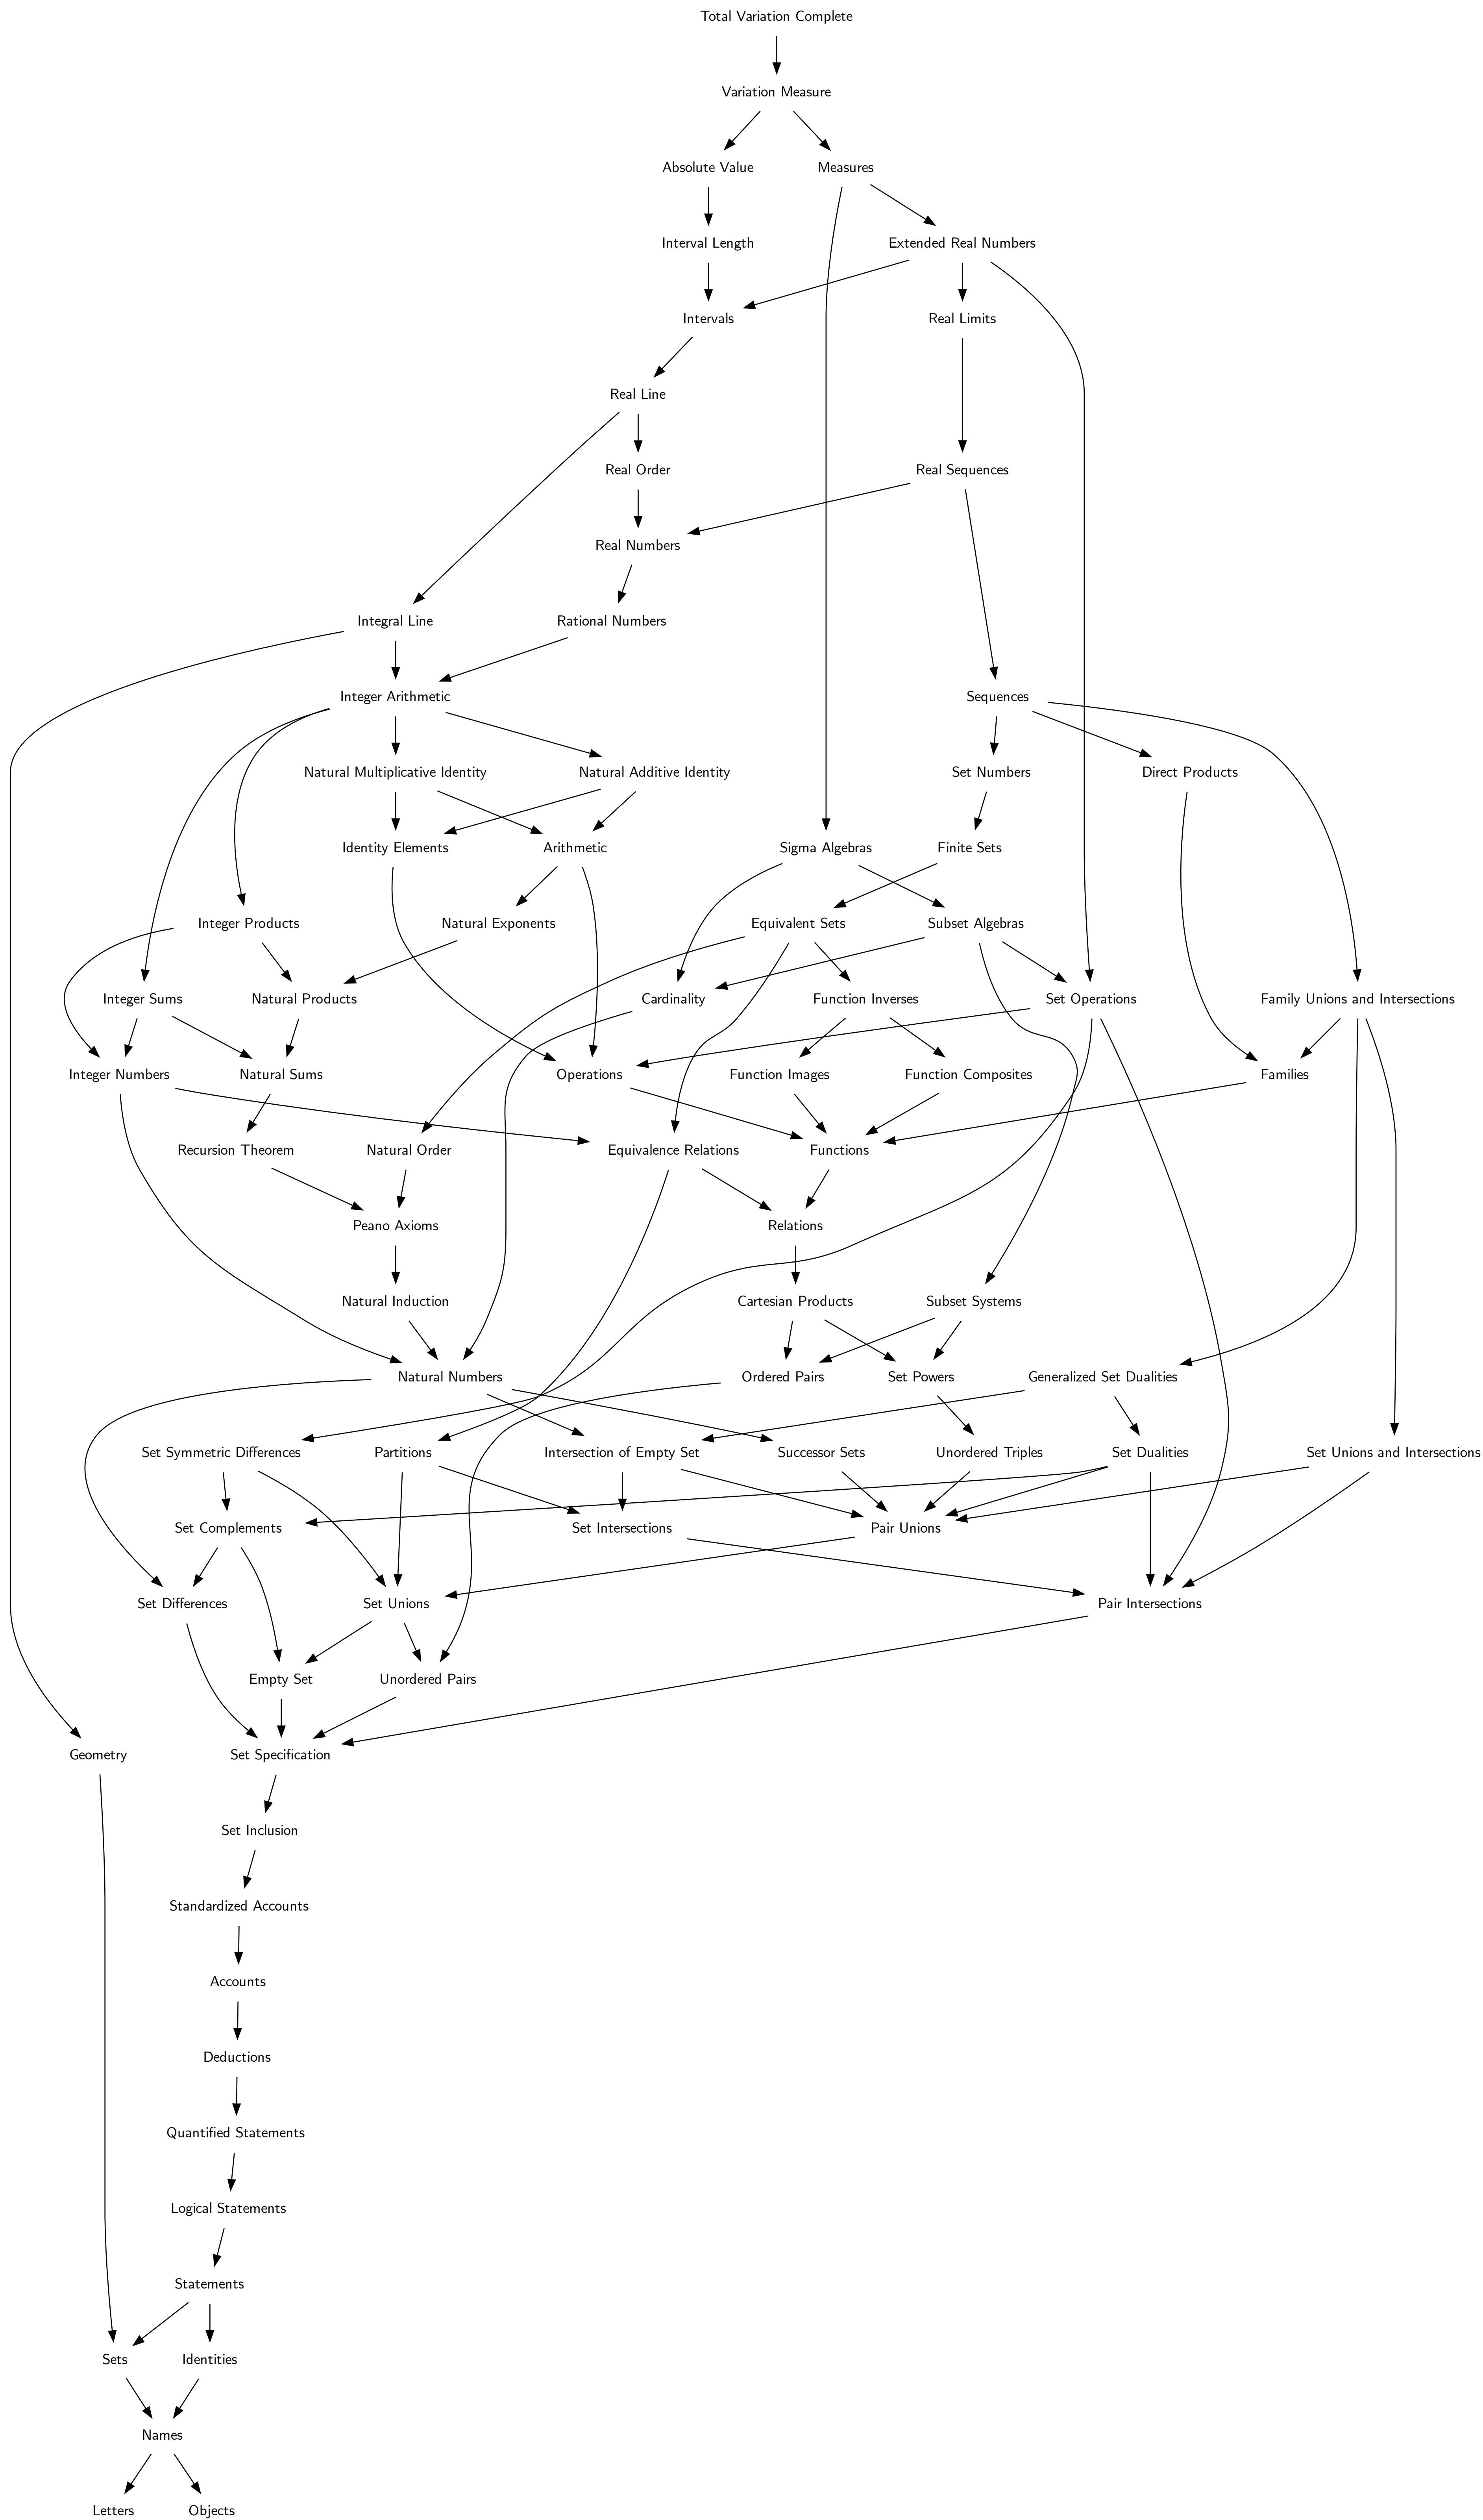 Total Variation Complete
Variation Measure
Absolute Value
Measures
Interval Length
Extended Real Numbers
Intervals
Real Limits
Real Line
Real Order
Real Sequences
Real Numbers
Integral Line
Rational Numbers
Integer Arithmetic
Sequences
Natural Multiplicative Identity
Natural Additive Identity
Set Numbers
Direct Products
Identity Elements
Arithmetic
Sigma Algebras
Finite Sets
Integer Products
Natural Exponents
Equivalent Sets
Subset Algebras
Integer Sums
Natural Products
Cardinality
Function Inverses
Set Operations
Family Unions and Intersections
Integer Numbers
Natural Sums
Operations
Function Images
Function Composites
Families
Recursion Theorem
Natural Order
Equivalence Relations
Functions
Peano Axioms
Relations
Natural Induction
Cartesian Products
Subset Systems
Natural Numbers
Ordered Pairs
Set Powers
Generalized Set Dualities
Set Symmetric Differences
Partitions
Intersection of Empty Set
Successor Sets
Unordered Triples
Set Dualities
Set Unions and Intersections
Set Complements
Set Intersections
Pair Unions
Set Differences
Set Unions
Pair Intersections
Empty Set
Unordered Pairs
Geometry
Set Specification
Set Inclusion
Standardized Accounts
Accounts
Deductions
Quantified Statements
Logical Statements
Statements
Sets
Identities
Names
Letters
Objects